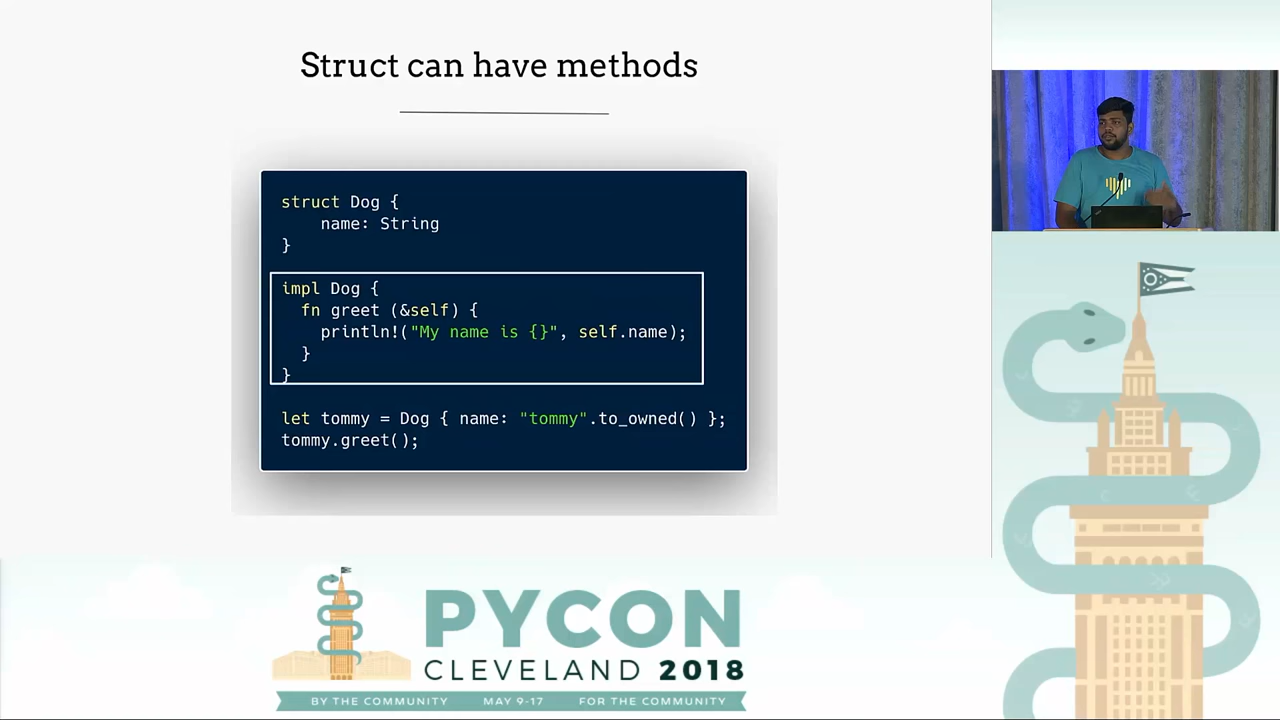 Struct can have methods
struct Dog {
    name: String
}
impl Dog {
  fn greet (&self) {
    println!("My name is {}", self.name);
  }
}
let tommy = Dog { name: "tommy".to_owned() };
tommy.greet();
PYCON
CLEVELAND 2018
BY THE COMMUNITY MAY 9-17 FOR THE COMMUNITY